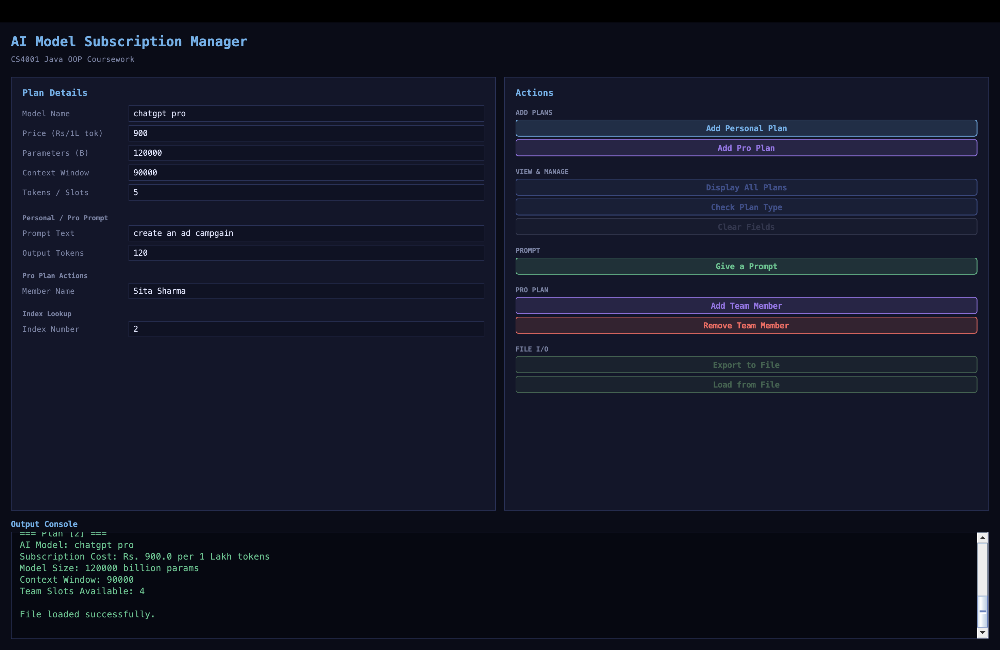 AI Model Subscription Manager
CS4001 Java OOP Coursework
Plan Details
Model Name
chatgpt pro
Price (Rs/1L tok)
900
Parameters (B)
120000
Context Window
90000
Tokens / Slots
5
Personal / Pro Prompt
Prompt Text
create an ad campgain
Output Tokens
120
Pro Plan Actions
Member Name
Sita Sharma
Index Lookup
Index Number
2
Actions
ADD PLANS
Add Personal Plan
Add Pro Plan
VIEW & MANAGE
Display All Plans
Check Plan Type
Clear Fields
PROMPT
Give a Prompt
PRO PLAN
Add Team Member
Remove Team Member
FILE I/O
Export to File
Load from File
Output Console
=== Plan [2] ===
AI Model: chatgpt pro
Subscription Cost: Rs. 900.0 per 1 Lakh tokens
Model Size: 120000 billion params
Context Window: 90000
Team Slots Available: 4
File loaded successfully.